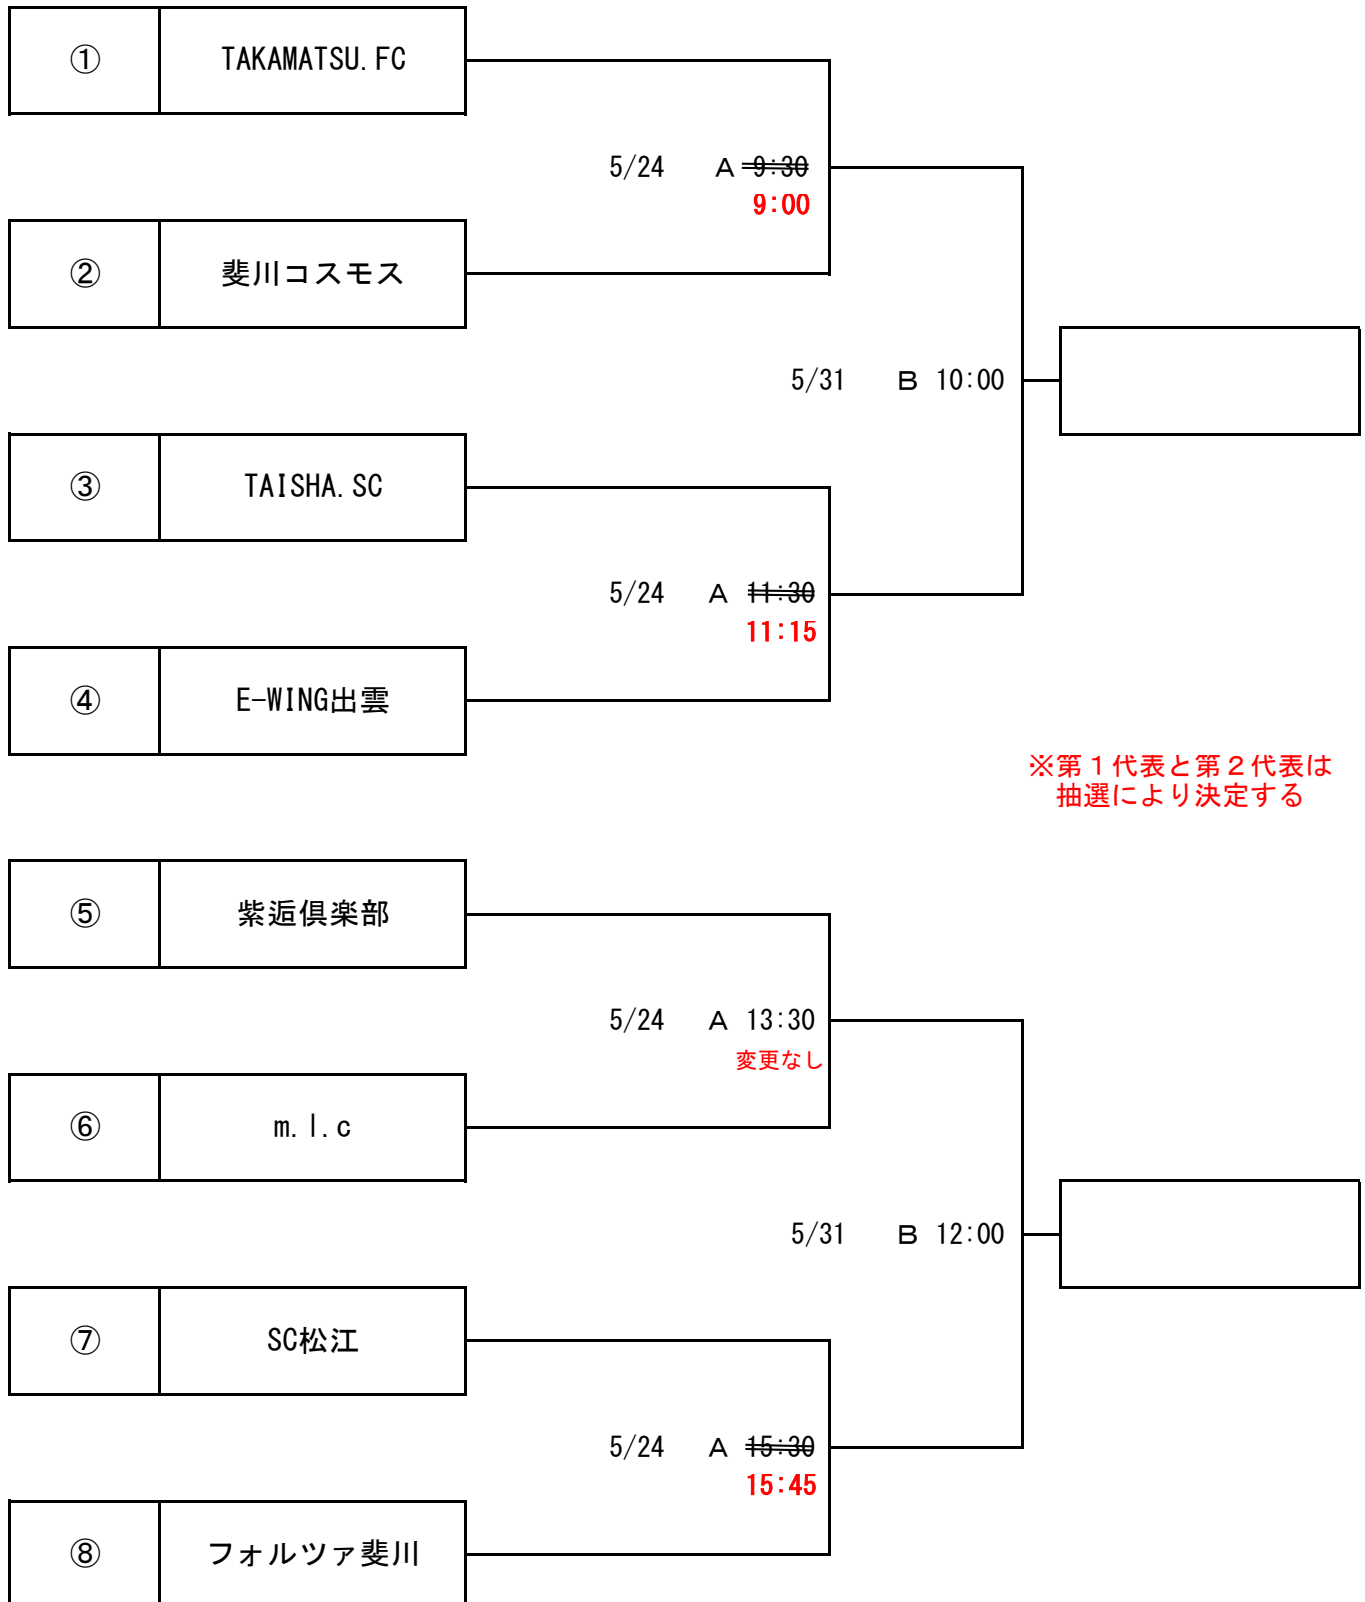 ① TAKAMATSU.FC
5/24 A 9:30
9:00
② 斐川コスモス
5/31 B 10:00
③ TAISHA.SC
5/24 A 11:30
11:15
④ E-WING出雲
※第1代表と第2代表は
抽選により決定する
⑤ 紫逅倶楽部
5/24 A 13:30
変更なし
⑥ m.l.c
5/31 B 12:00
⑦ SC松江
5/24 A 15:30
15:45
⑧ フォルツァ斐川